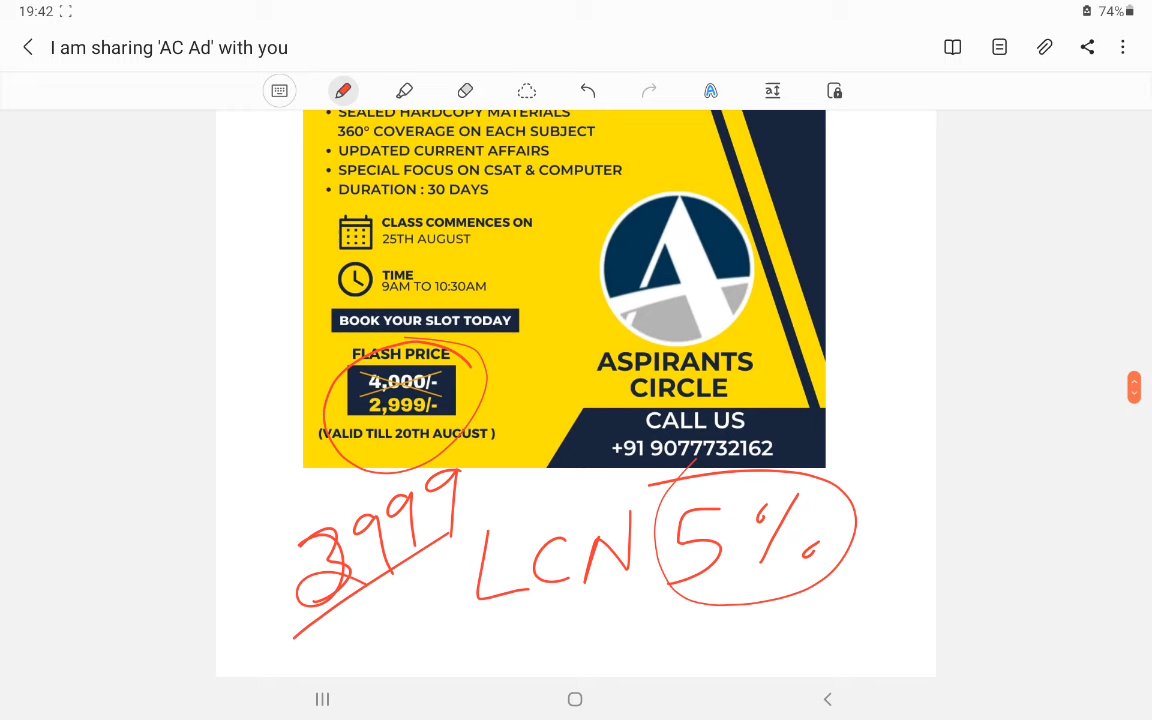 19:42
74%
I am sharing 'AC Ad' with you
• SEALED HARDCOPY MATERIALS
360° COVERAGE ON EACH SUBJECT
• UPDATED CURRENT AFFAIRS
• SPECIAL FOCUS ON CSAT & COMPUTER
• DURATION : 30 DAYS
CLASS COMMENCES ON
25TH AUGUST
TIME
9AM TO 10:30AM
BOOK YOUR SLOT TODAY
FLASH PRICE
4,000/-
2,999/-
(VALID TILL 20TH AUGUST )
ASPIRANTS
CIRCLE
CALL US
+91 9077732162
3999 LCN 5%